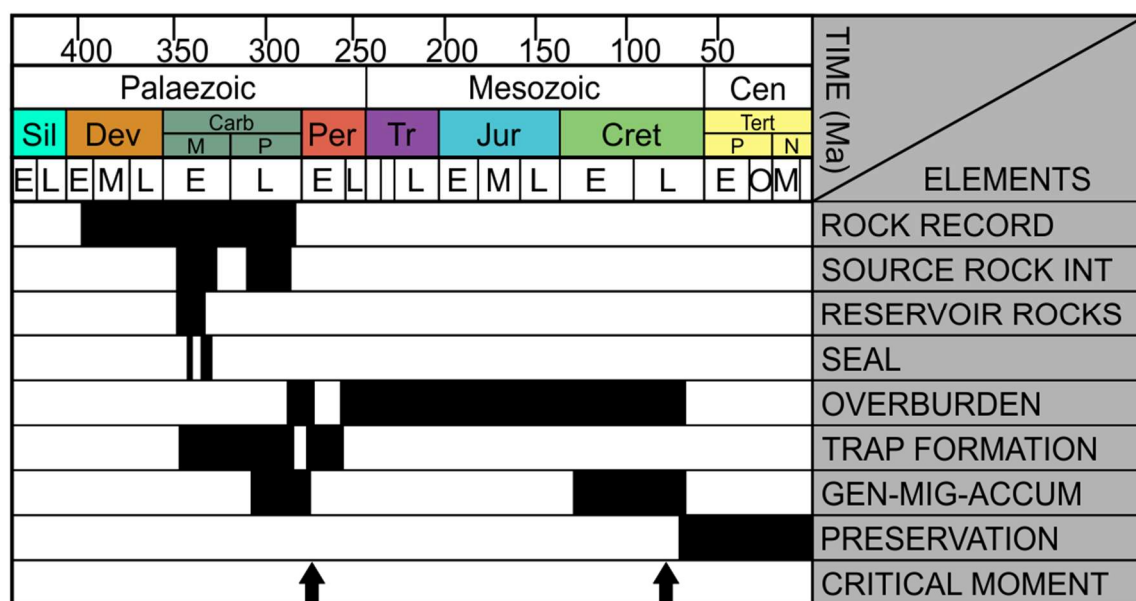 400 350 300 250 200 150 100 50
TIME (Ma)
Palaezoic Mesozoic Cen
Sil Dev Carb Per Tr Jur Cret Tert
M P P N
E L E M L E L E L L E M L E L E O M
ELEMENTS
ROCK RECORD
SOURCE ROCK INT
RESERVOIR ROCKS
SEAL
OVERBURDEN
TRAP FORMATION
GEN-MIG-ACCUM
PRESERVATION
CRITICAL MOMENT